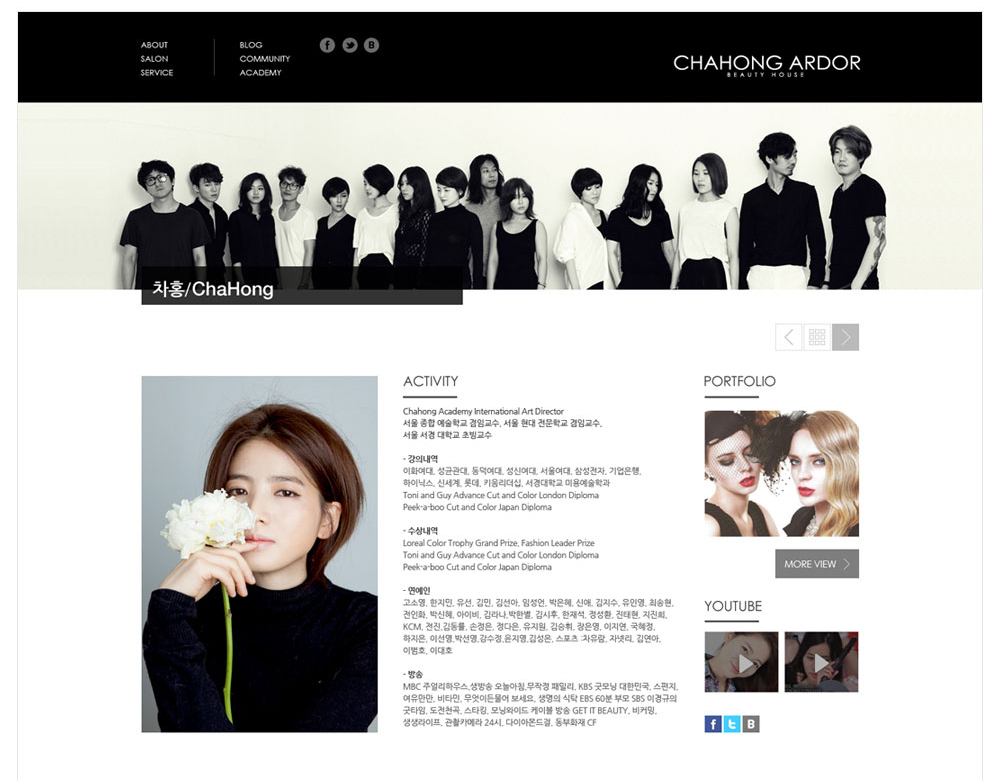 ABOUT
SALON
SERVICE
BLOG
COMMUNITY
ACADEMY
CHAHONG ARDOR
BEAUTY HOUSE
차홍/ChaHong
ACTIVITY
Chahong Academy International Art Director
서울 종합 예술학교 겸임교수, 서울 현대 전문학교 겸임교수,
서울 서경 대학교 초빙교수
- 강의내역
이화여대, 성균관대, 동덕여대, 성신여대, 서울여대, 삼성전자, 기업은행,
하이닉스, 신세계, 롯데, 키움리더십, 서경대학교 미용예술학과
Toni and Guy Advance Cut and Color London Diploma
Peek-a-boo Cut and Color Japan Diploma
- 수상내역
Loreal Color Trophy Grand Prize, Fashion Leader Prize
Toni and Guy Advance Cut and Color London Diploma
Peek-a-boo Cut and Color Japan Diploma
- 연예인
고소영, 한지민, 유선, 김민, 김선아, 임성언, 박은혜, 신애, 김지수, 유인영, 최송현,
전인화, 박신혜, 아이비, 김라나,박한별, 김시후, 한재석, 정성환, 진태현, 지진희,
KCM, 전진,김동률, 손정은, 정다은, 유지원, 김승휘, 장은영, 이지연, 국혜정,
하지은, 이선영,박선영,강수정,윤지영,김성은, 스포츠 :차유람, 자넷리, 김연아,
이범호, 이대호
- 방송
MBC 주얼리하우스,생방송 오늘아침,무작정 패밀리, KBS 굿모닝 대한민국, 스펀지,
여유만만, 비타민, 무엇이든물어 보세요, 생명의 식탁 EBS 60분 부모 SBS 이경규의
굿타임, 도전천곡, 스타킹, 모닝와이드 케이블 방송 GET IT BEAUTY, 비커밍,
생생라이프, 관찰카메라 24시, 다이아몬드걸, 동부화재 CF
PORTFOLIO
MORE VIEW
YOUTUBE